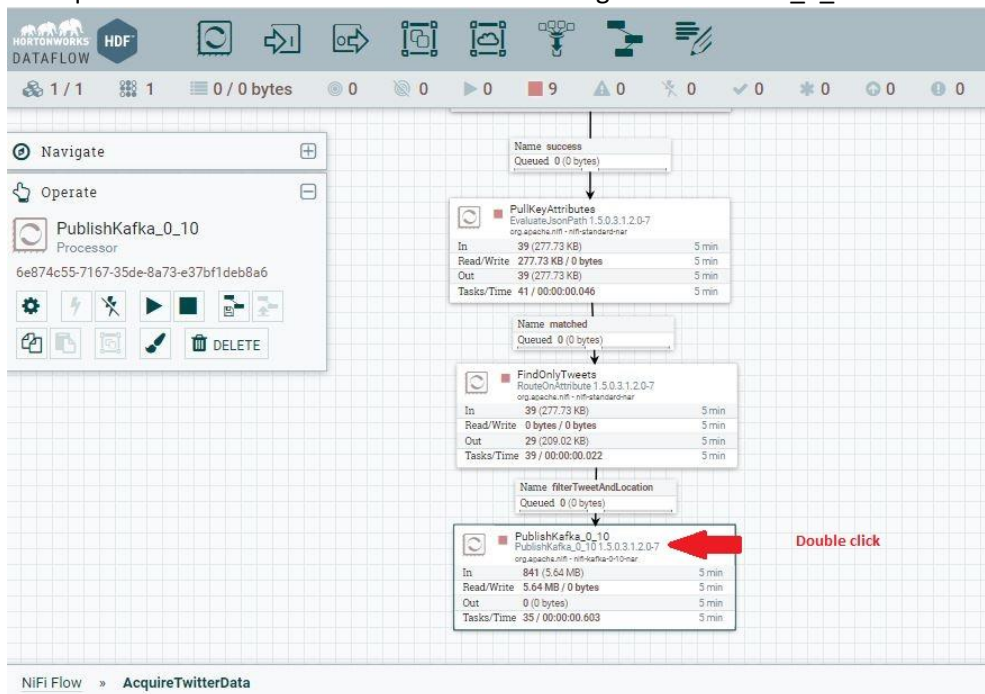 HORTONWORKS
DATAFLOW
HDF
1 / 1 1 0 / 0 bytes 0 0 0 9 0 0 0 0 0 0
Navigate
Operate
PublishKafka_0_10
Processor
6e874c55-7167-35de-8a73-e37bf1deb8a6
DELETE
Name success
Queued 0 (0 bytes)
PullKeyAttributes
EvaluateJsonPath 1.5.0.3.1.2.0-7
org.apache.nifi - nifi-standard-nar
In 39 (277.73 KB) 5 min
Read/Write 277.73 KB / 0 bytes 5 min
Out 39 (277.73 KB) 5 min
Tasks/Time 41 / 00:00:00.046 5 min
Name matched
Queued 0 (0 bytes)
FindOnlyTweets
RouteOnAttribute 1.5.0.3.1.2.0-7
org.apache.nifi - nifi-standard-nar
In 39 (277.73 KB) 5 min
Read/Write 0 bytes / 0 bytes 5 min
Out 29 (209.02 KB) 5 min
Tasks/Time 39 / 00:00:00.022 5 min
Name filterTweetAndLocation
Queued 0 (0 bytes)
PublishKafka_0_10
PublishKafka_0_10 1.5.0.3.1.2.0-7
org.apache.nifi - nifi-kafka-0-10-nar
In 841 (5.64 MB) 5 min
Read/Write 5.64 MB / 0 bytes 5 min
Out 0 (0 bytes) 5 min
Tasks/Time 35 / 00:00:00.603 5 min
Double click
NiFi Flow » AcquireTwitterData